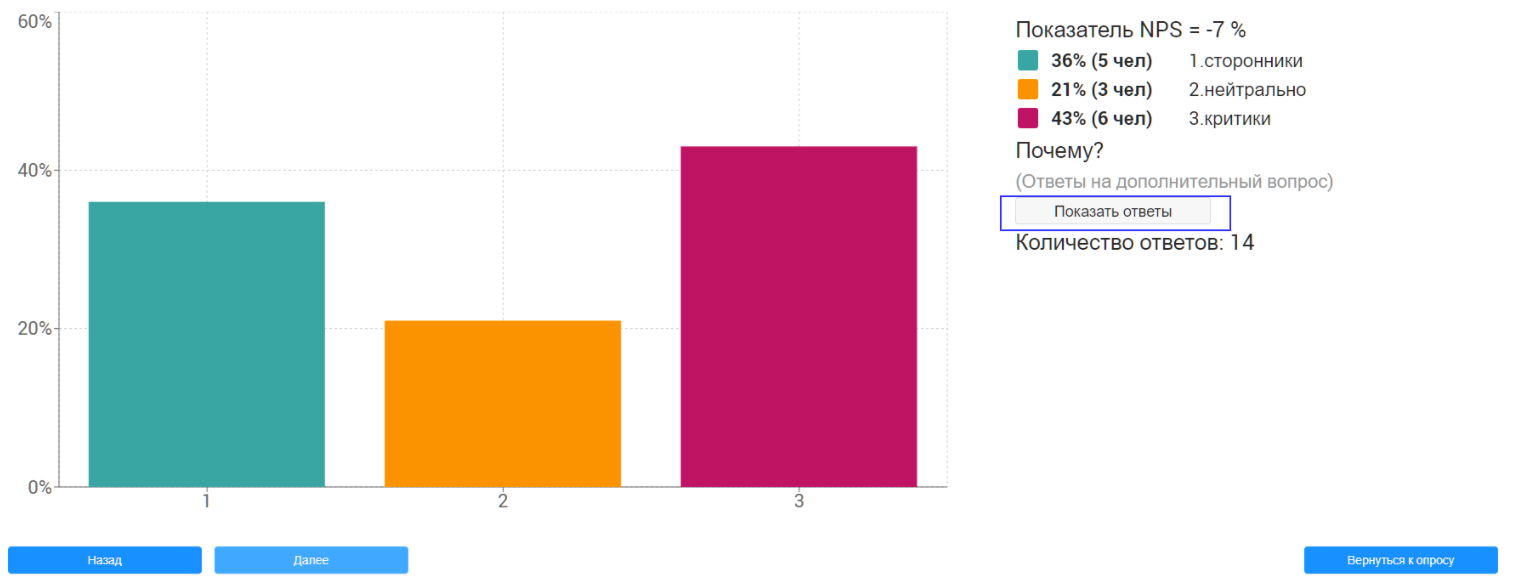 60%
40%
20%
0%
1
2
3
Показатель NPS = -7 %
36% (5 чел) 1.сторонники
21% (3 чел) 2.нейтрально
43% (6 чел) 3.критики
Почему?
(Ответы на дополнительный вопрос)
Показать ответы
Количество ответов: 14
Назад
Далее
Вернуться к опросу